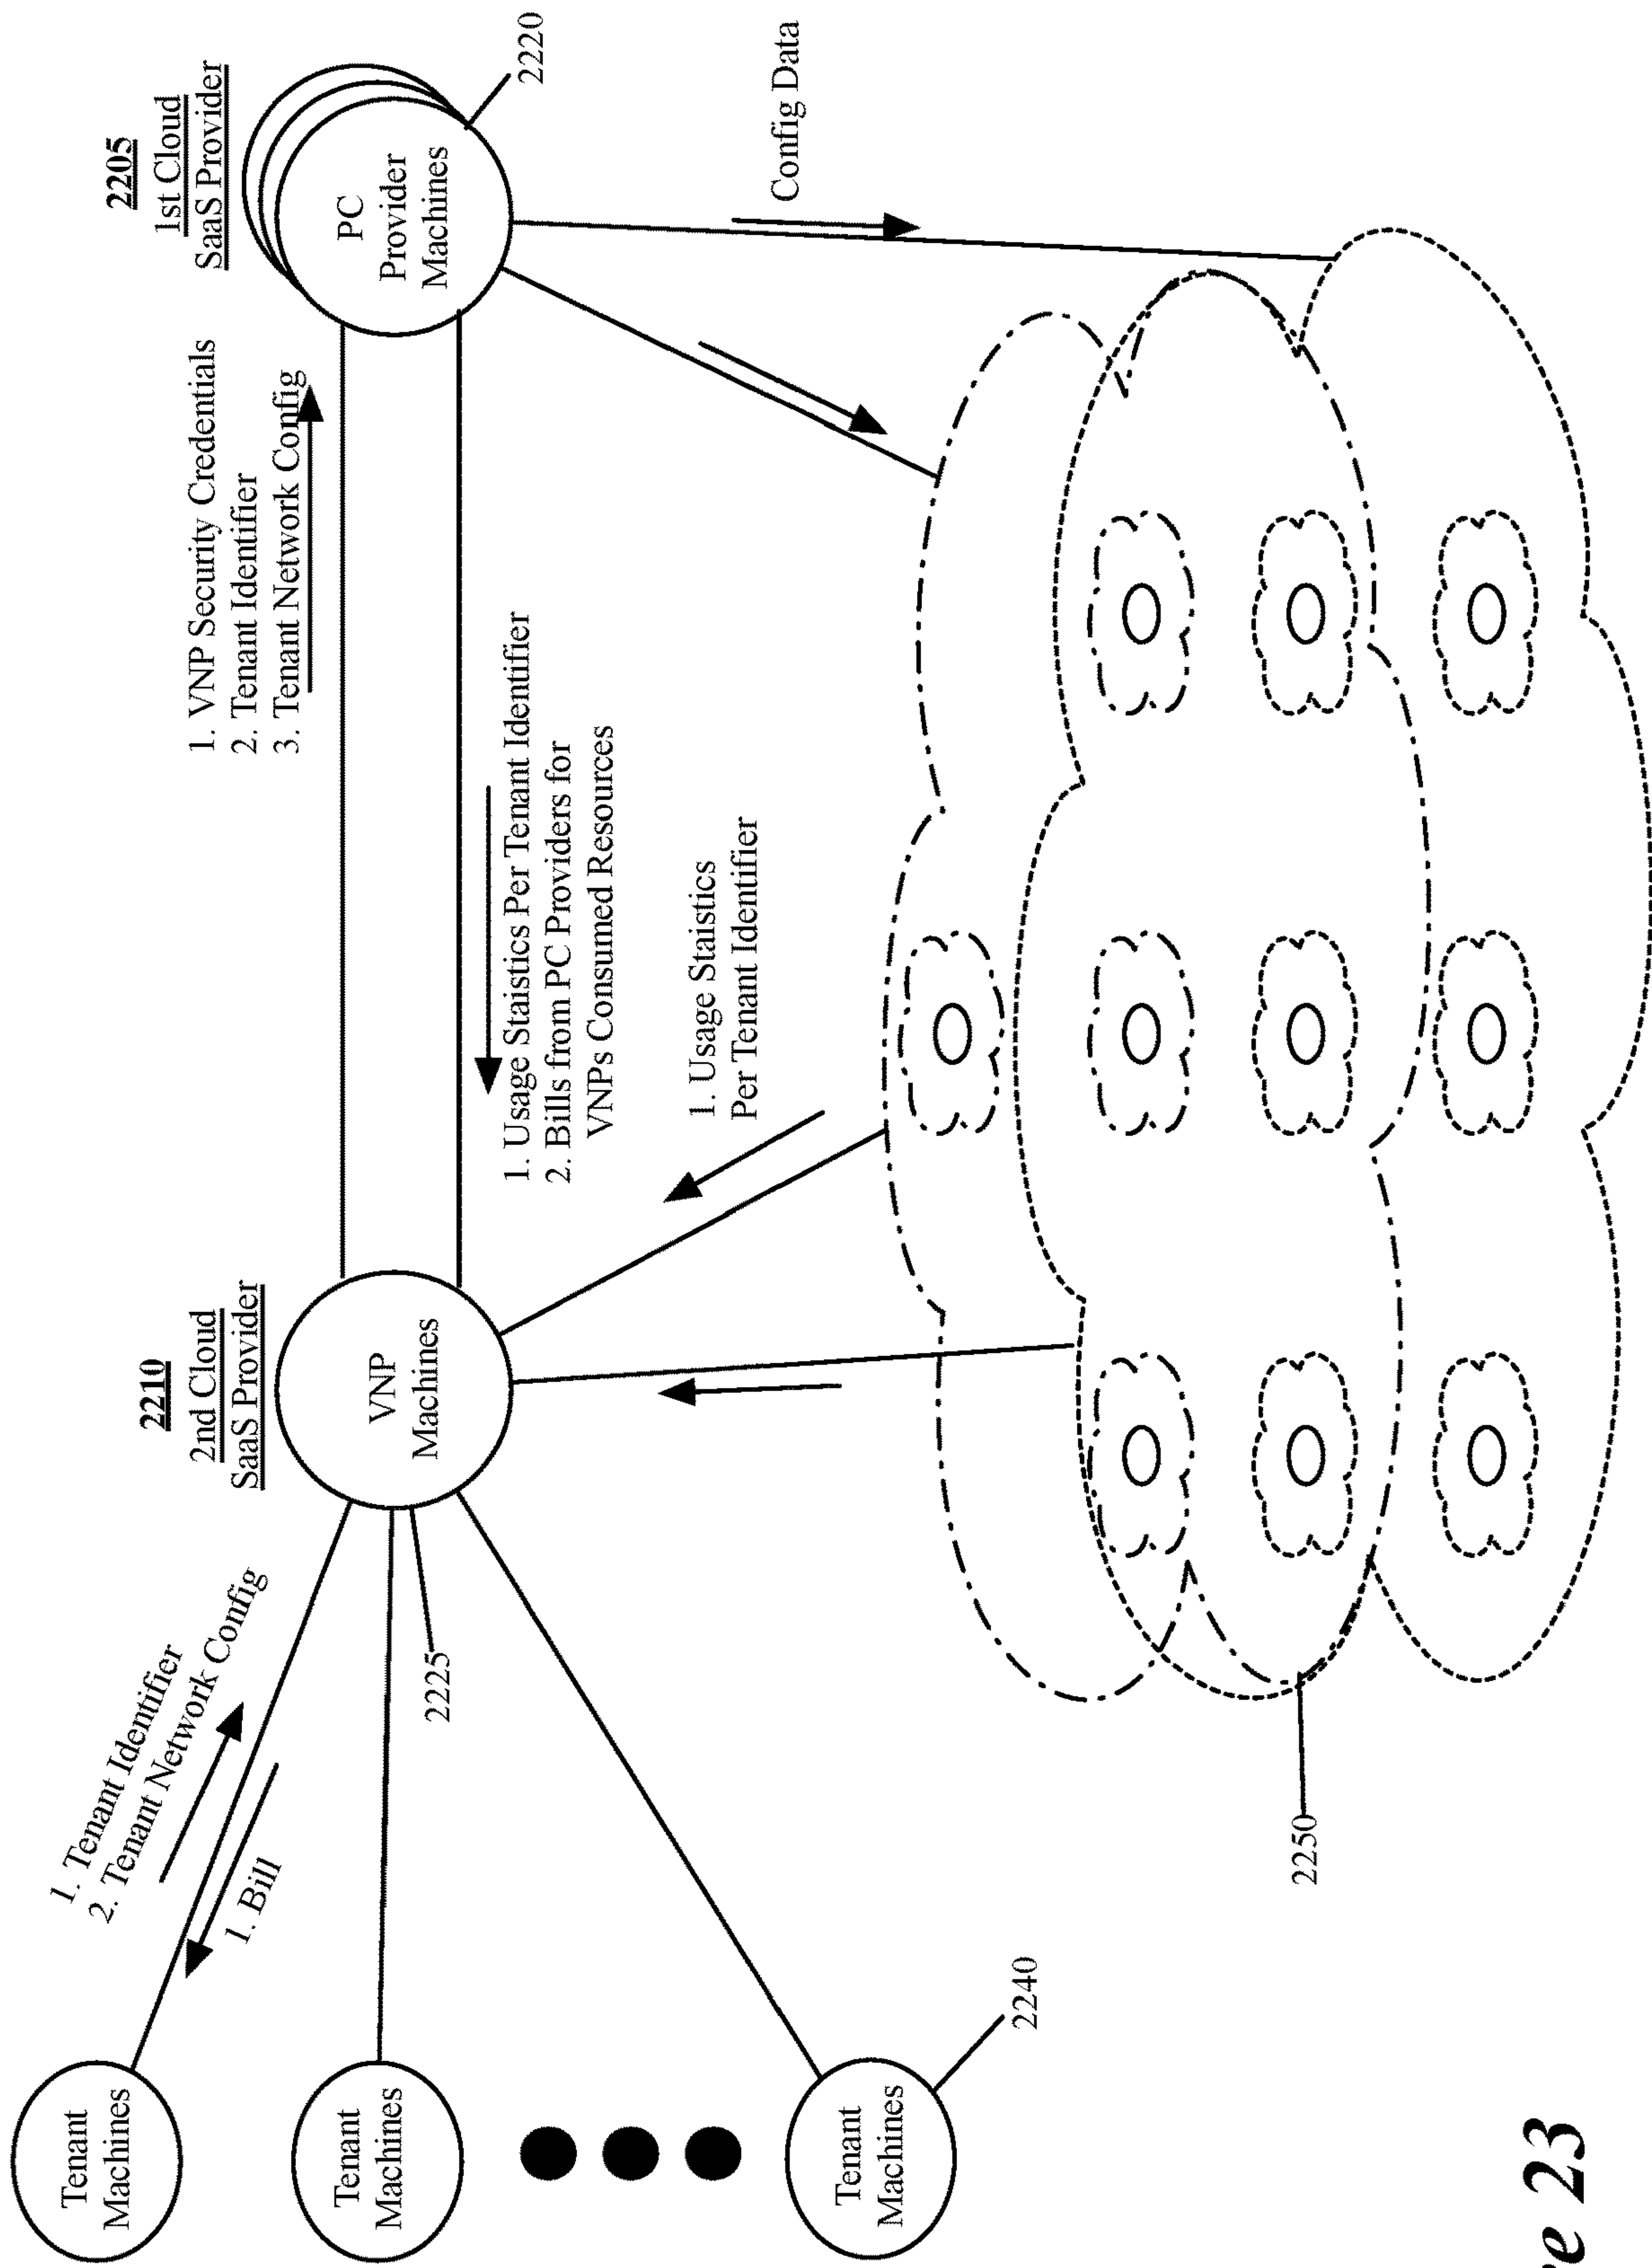 2205
1st Cloud
SaaS Provider
PC
Provider
Machines
2220
Config Data
1. VNP Security Credentials
2. Tenant Identifier
3. Tenant Network Config
1. Usage Staistics Per Tenant Identifier
2. Bills from PC Providers for
VNPs Consumed Resources
1. Usage Staistics
Per Tenant Identifier
2210
2nd Cloud
SaaS Provider
VNP
Machines
2225
1. Tenant Identifier
2. Tenant Network Config
1. Bill
Tenant
Machines
Tenant
Machines
Tenant
Machines
2240
2250
23